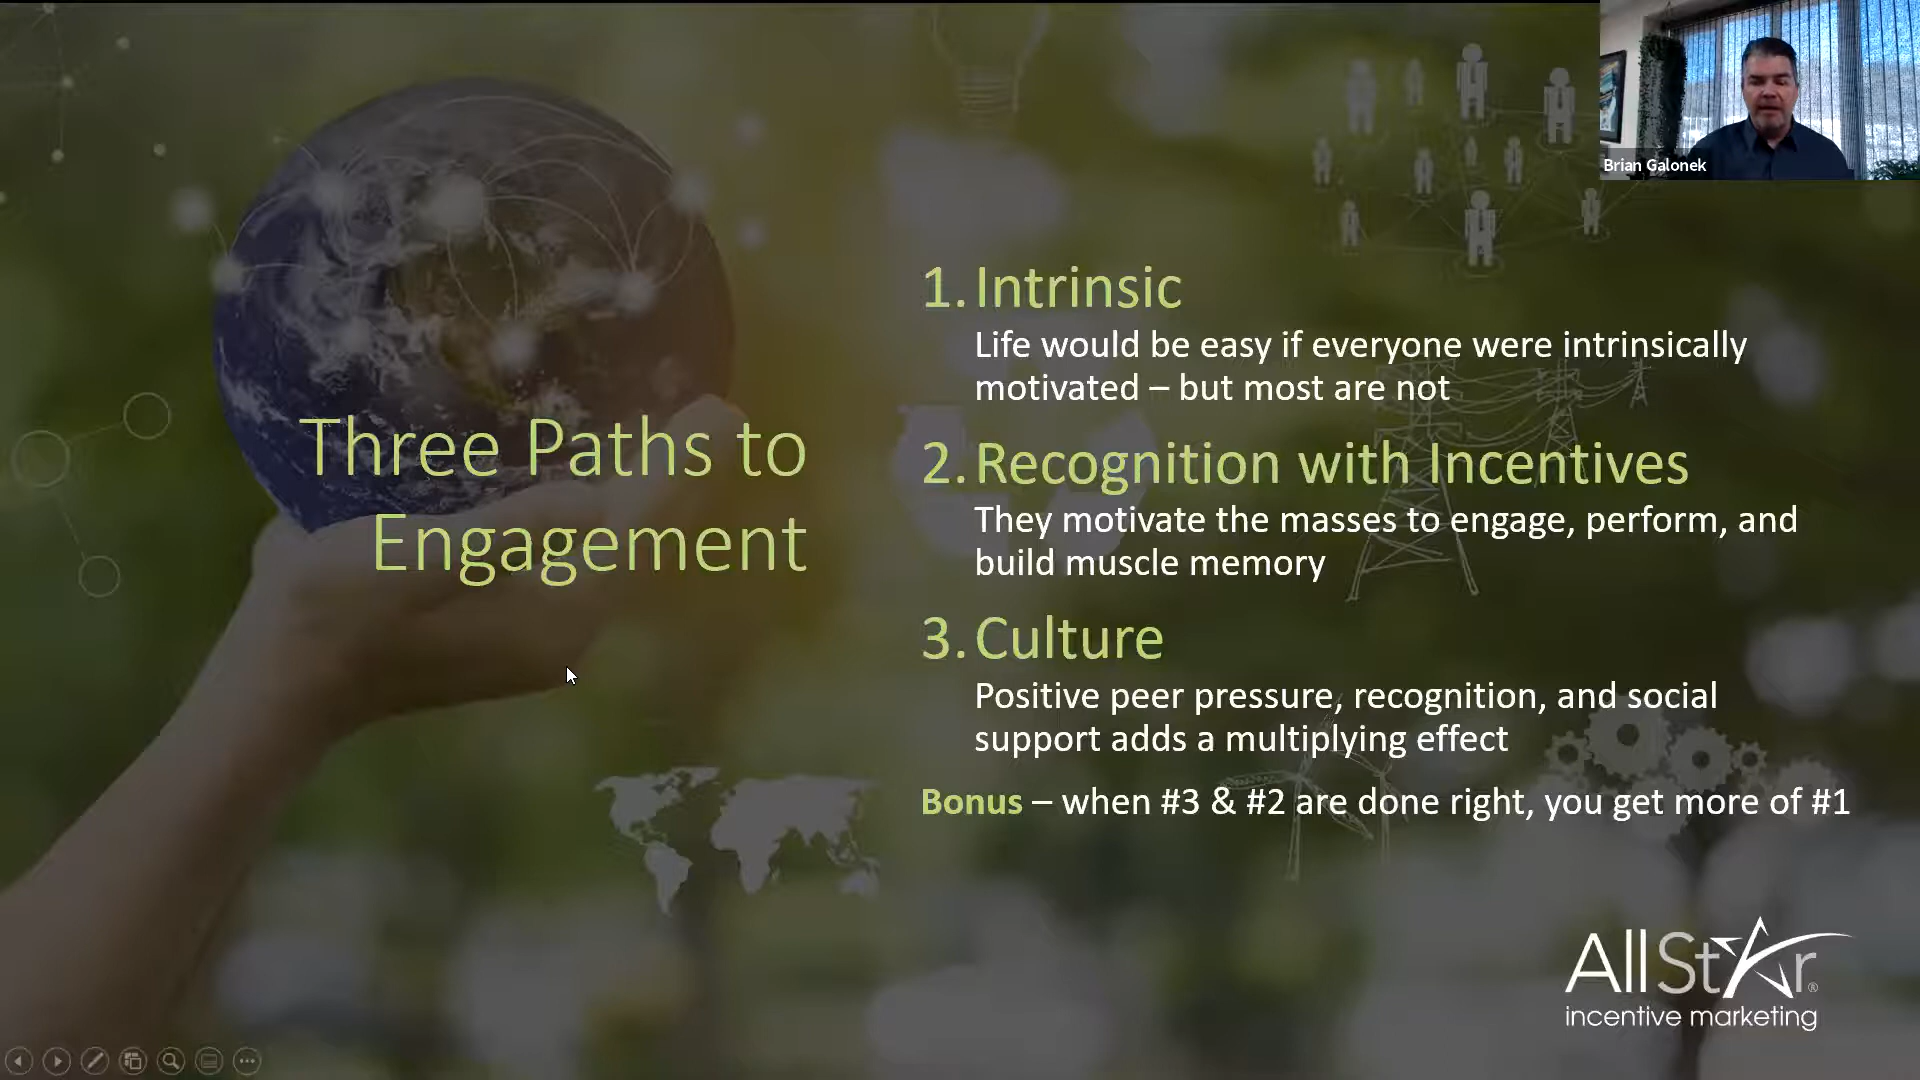 Brian Galonek
Three Paths to
Engagement
1. Intrinsic
Life would be easy if everyone were intrinsically
motivated – but most are not
2. Recognition with Incentives
They motivate the masses to engage, perform, and
build muscle memory
3. Culture
Positive peer pressure, recognition, and social
support adds a multiplying effect
Bonus – when #3 & #2 are done right, you get more of #1
AllStar®
incentive marketing